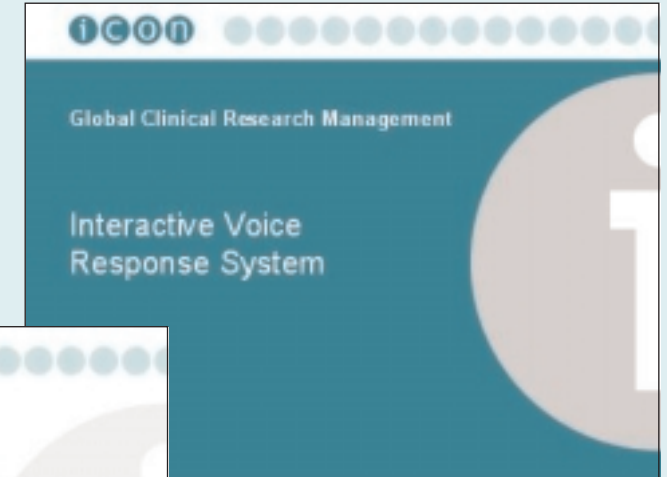 icon
Global Clinical Research Management
Interactive Voice
Response System